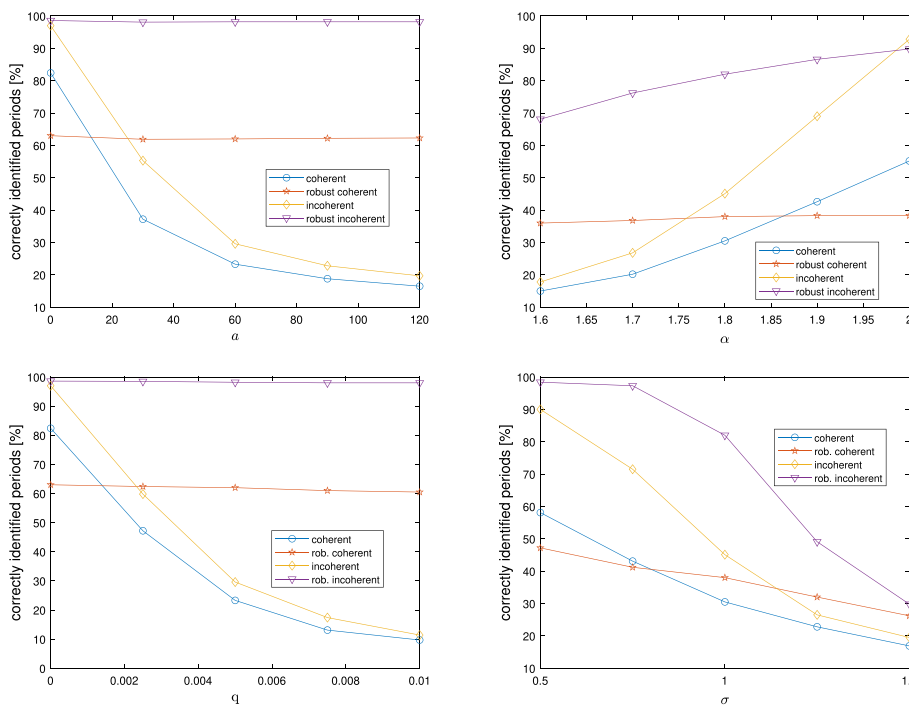 correctly identified periods [%]
100
90
80
70
60
50
40
30
20
10
0 20 40 60 80 100 120
a
coherent
robust coherent
incoherent
robust incoherent
correctly identified periods [%]
100
90
80
70
60
50
40
30
20
10
1.6 1.65 1.7 1.75 1.8 1.85 1.9 1.95 2
α
coherent
robust coherent
incoherent
robust incoherent
correctly identified periods [%]
100
90
80
70
60
50
40
30
20
10
0
0 0.002 0.004 0.006 0.008 0.01
q
coherent
rob. coherent
incoherent
rob. incoherent
correctly identified periods [%]
100
90
80
70
60
50
40
30
20
10
0.5 1 1.
σ
coherent
rob. coherent
incoherent
rob. incoherent